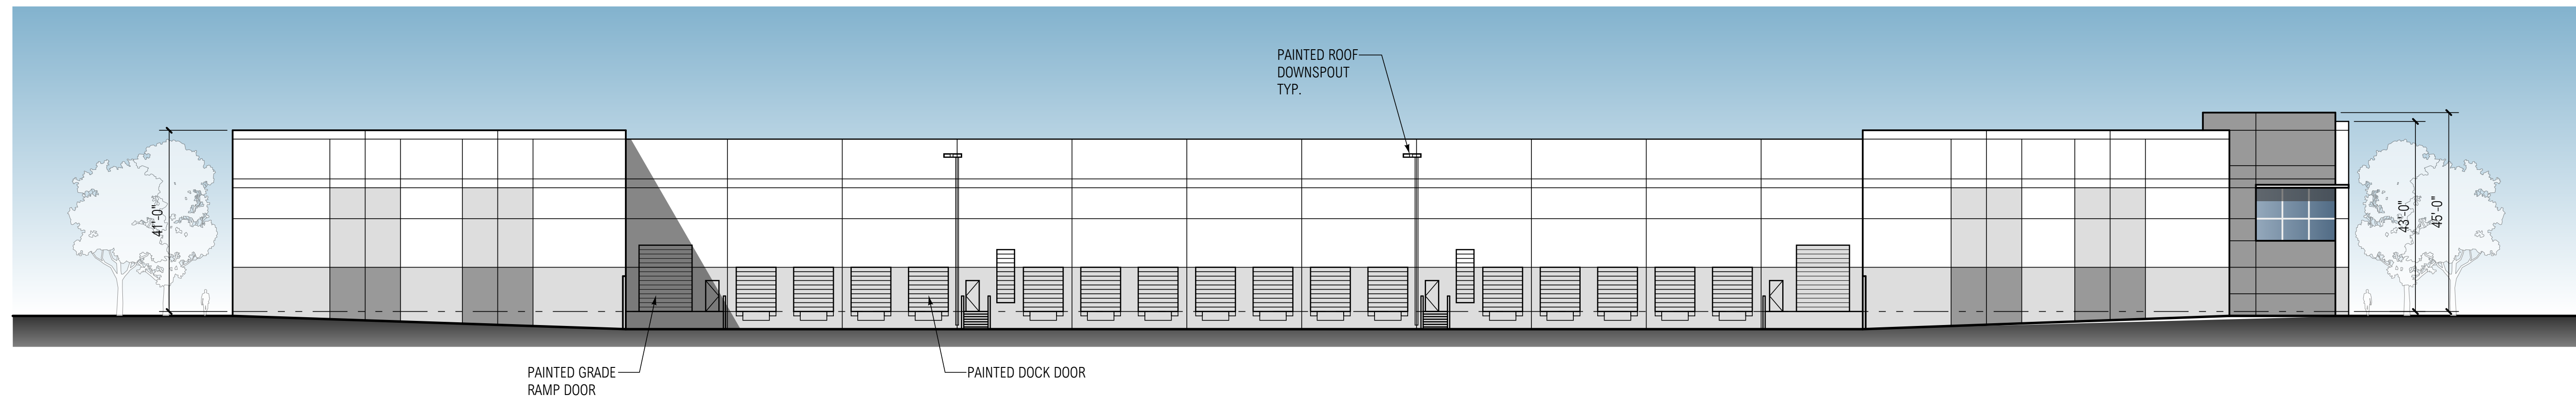 PAINTED ROOF
DOWNSPOUT
TYP.
41'-0"
43'-0"
45'-0"
PAINTED GRADE
RAMP DOOR
PAINTED DOCK DOOR